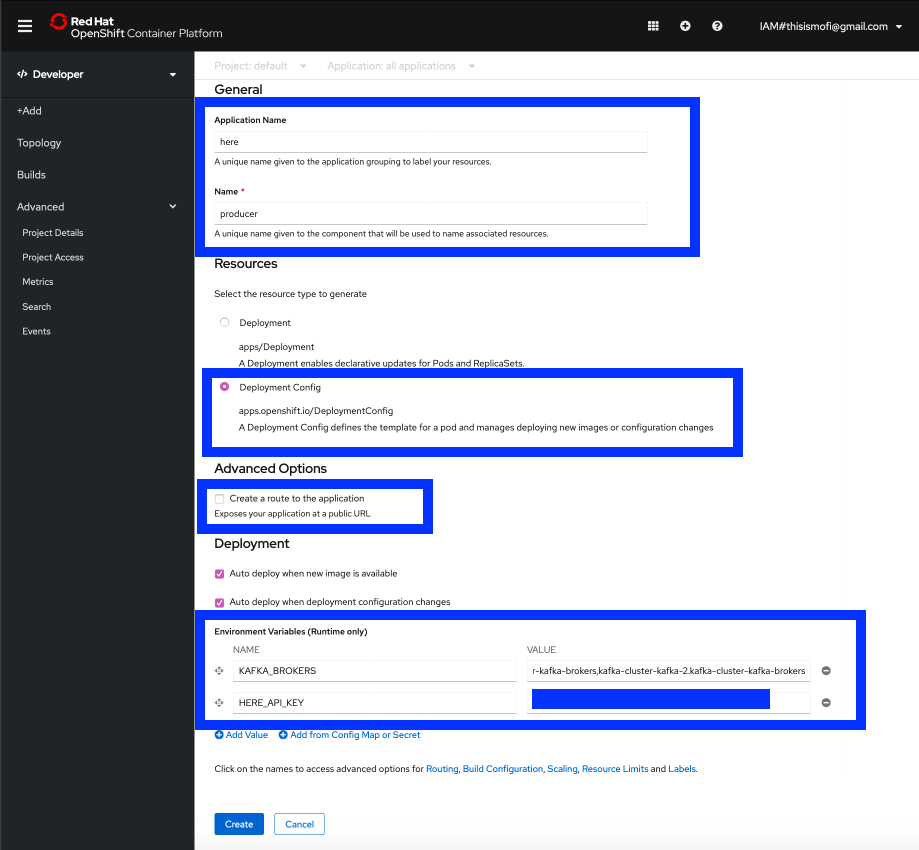 Red Hat
OpenShift Container Platform
IAM#thisismofi@gmail.com
</> Developer
+Add
Topology
Builds
Advanced
Project Details
Project Access
Metrics
Search
Events
Project: default Application: all applications
General
Application Name
here
A unique name given to the application grouping to label your resources.
Name *
producer
A unique name given to the component that will be used to name associated resources.
Resources
Select the resource type to generate
Deployment
apps/Deployment
A Deployment enables declarative updates for Pods and ReplicaSets.
Deployment Config
apps.openshift.io/DeploymentConfig
A Deployment Config defines the template for a pod and manages deploying new images or configuration changes
Advanced Options
Create a route to the application
Exposes your application at a public URL
Deployment
Auto deploy when new image is available
Auto deploy when deployment configuration changes
Environment Variables (Runtime only)
NAME VALUE
KAFKA_BROKERS r-kafka-brokers,kafka-cluster-kafka-2.kafka-cluster-kafka-brokers
HERE_API_KEY
Add Value Add from Config Map or Secret
Click on the names to access advanced options for Routing, Build Configuration, Scaling, Resource Limits and Labels.
Create Cancel